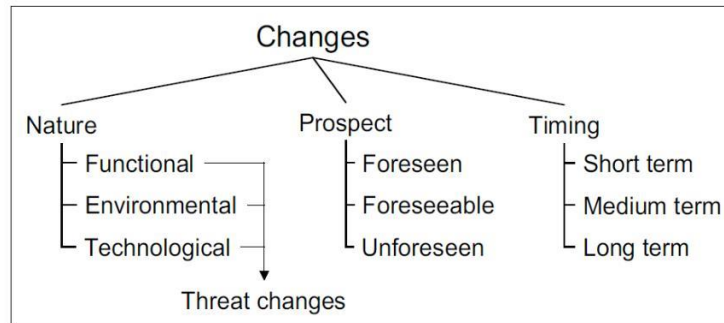 Changes
Nature
Prospect
Timing
Functional
Foreseen
Short term
Environmental
Foreseeable
Medium term
Technological
Unforeseen
Long term
Threat changes